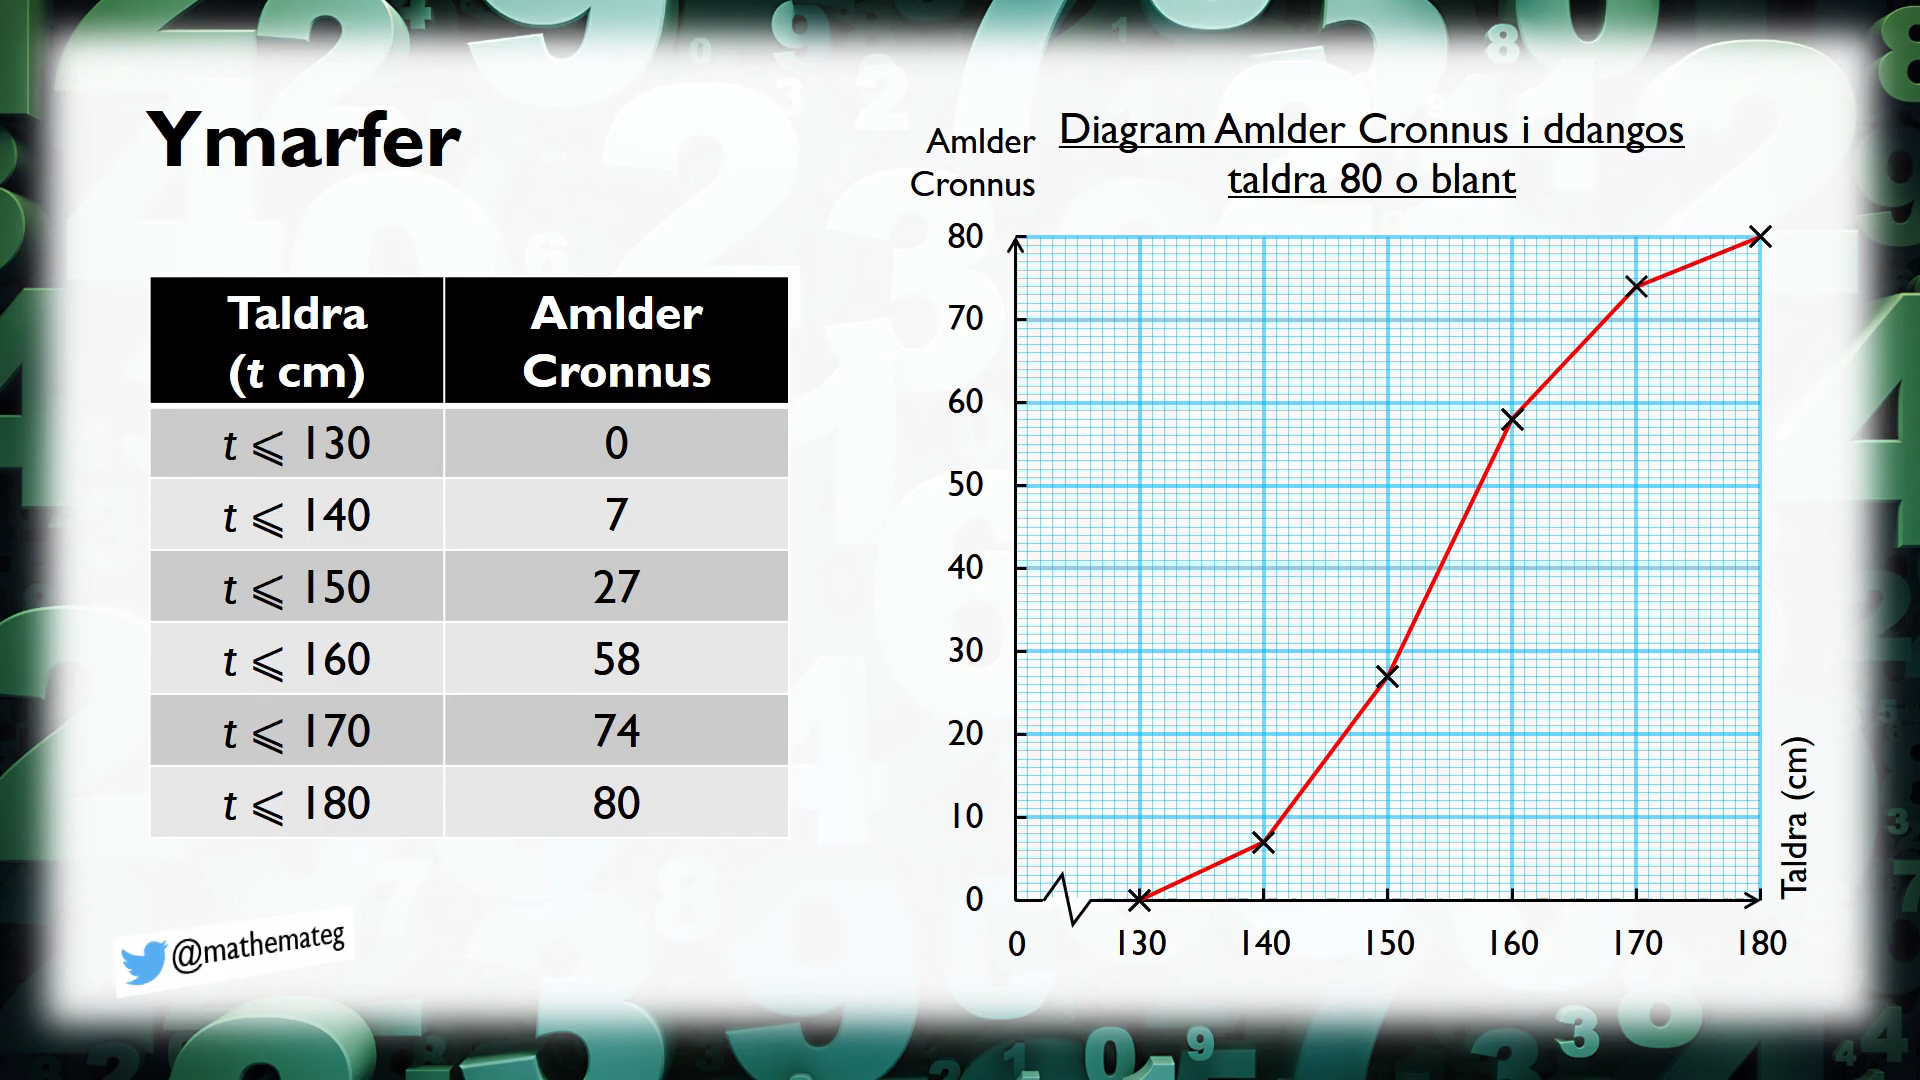 Ymarfer
Taldra (t cm) Amlder Cronnus
t ⩽ 130 0
t ⩽ 140 7
t ⩽ 150 27
t ⩽ 160 58
t ⩽ 170 74
t ⩽ 180 80
@mathemateg
Diagram Amlder Cronnus i ddangos
taldra 80 o blant
Amlder
Cronnus
80
70
60
50
40
30
20
10
0
0 130 140 150 160 170 180
Taldra (cm)